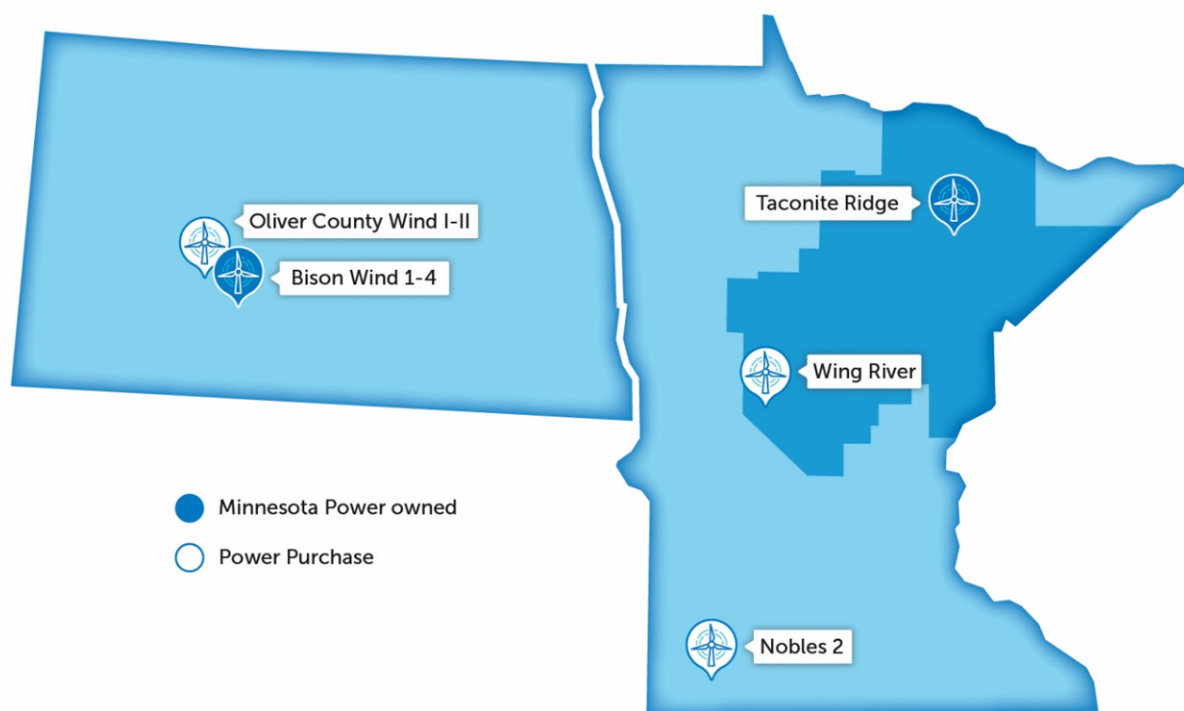 Oliver County Wind I-II
Bison Wind 1-4
Taconite Ridge
Wing River
Minnesota Power owned
Power Purchase
Nobles 2